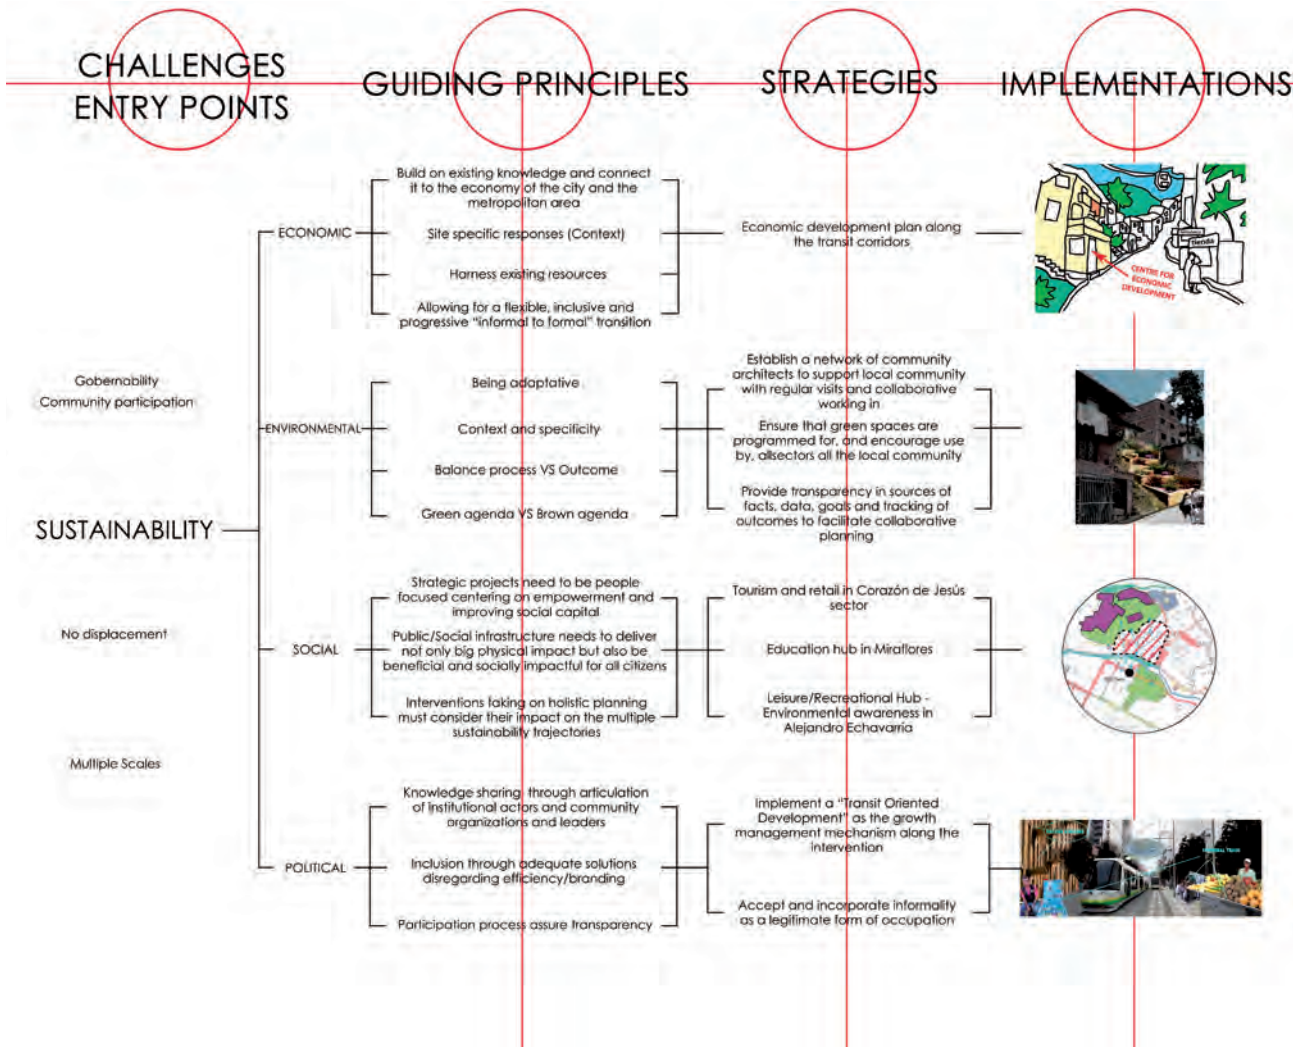 CHALLENGES
ENTRY POINTS
GUIDING PRINCIPLES
STRATEGIES
IMPLEMENTATIONS
Gobernability
Community participation
SUSTAINABILITY
No displacement
Multiple Scales
ECONOMIC
Build on existing knowledge and connect
it to the economy of the city and the
metropolitan area
Site specific responses (Context)
Harness existing resources
Allowing for a flexible, inclusive and
progressive “informal to formal” transition
Economic development plan along
the transit corridors
tienda
CENTRE FOR
ECONOMIC
DEVELOPMENT
ENVIRONMENTAL
Being adaptative
Context and specificity
Balance process VS Outcome
Green agenda VS Brown agenda
Establish a network of community
architects to support local community
with regular visits and collaborative
working in
Ensure that green spaces are
programmed for, and encourage use
by, allsectors all the local community
Provide transparency in sources of
facts, data, goals and tracking of
outcomes to facilitate collaborative
planning
SOCIAL
Strategic projects need to be people
focused centering on empowerment and
improving social capital
Public/Social infrastructure needs to deliver
not only big physical impact but also be
beneficial and socially impactful for all citizens
Interventions taking on holistic planning
must consider their impact on the multiple
sustainability trajectories
Tourism and retail in Corazón de Jesús
sector
Education hub in Miraflores
Leisure/Recreational Hub -
Environmental awareness in
Alejandro Echavarría
POLITICAL
Knowledge sharing through articulation
of institutional actors and community
organizations and leaders
Inclusion through adequate solutions
disregarding efficiency/branding
Participation process assure transparency
Implement a “Transit Oriented
Development” as the growth
management mechanism along the
intervention
Accept and incorporate informality
as a legitimate form of occupation